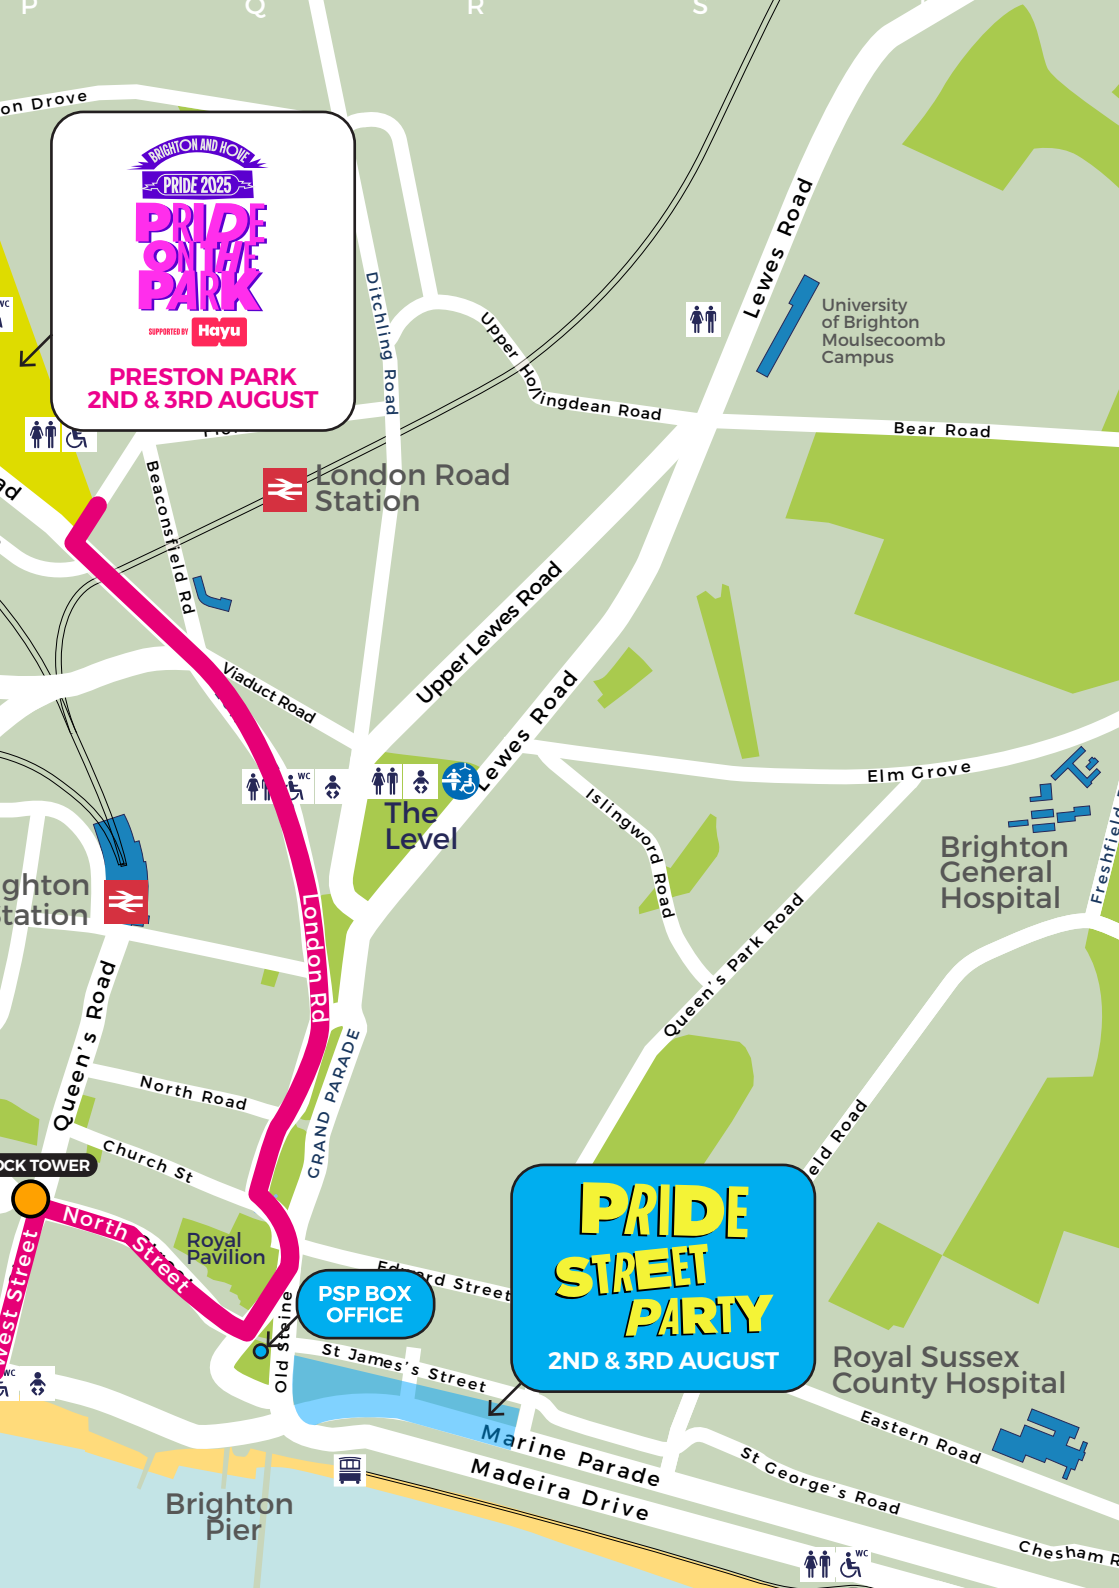 P
Q
R
S
on Drove
BRIGHTON AND HOVE
PRIDE 2025
PRIDE
ON THE
PARK
SUPPORTED BY Hayu
PRESTON PARK
2ND & 3RD AUGUST
WC
Ditchling Road
Lewes Road
University
of Brighton
Moulsecoomb
Campus
Upper Hollingdean Road
Bear Road
Beaconsfield Rd
London Road
Station
Upper Lewes Road
Viaduct Road
Lewes Road
WC
The
Level
Elm Grove
Islingword Road
Brighton
General
Hospital
Freshfield
ghton
Station
Queen's Park Road
London Rd
Queen's Road
GRAND PARADE
North Road
Church St
OCK TOWER
North Street
West Street
Royal
Pavilion
Edward Street
PSP BOX
OFFICE
Old Steine
St James's Street
PRIDE
STREET
PARTY
2ND & 3RD AUGUST
eld Road
Royal Sussex
County Hospital
Eastern Road
WC
Marine Parade
Madeira Drive
St George's Road
Chesham R
Brighton
Pier
WC